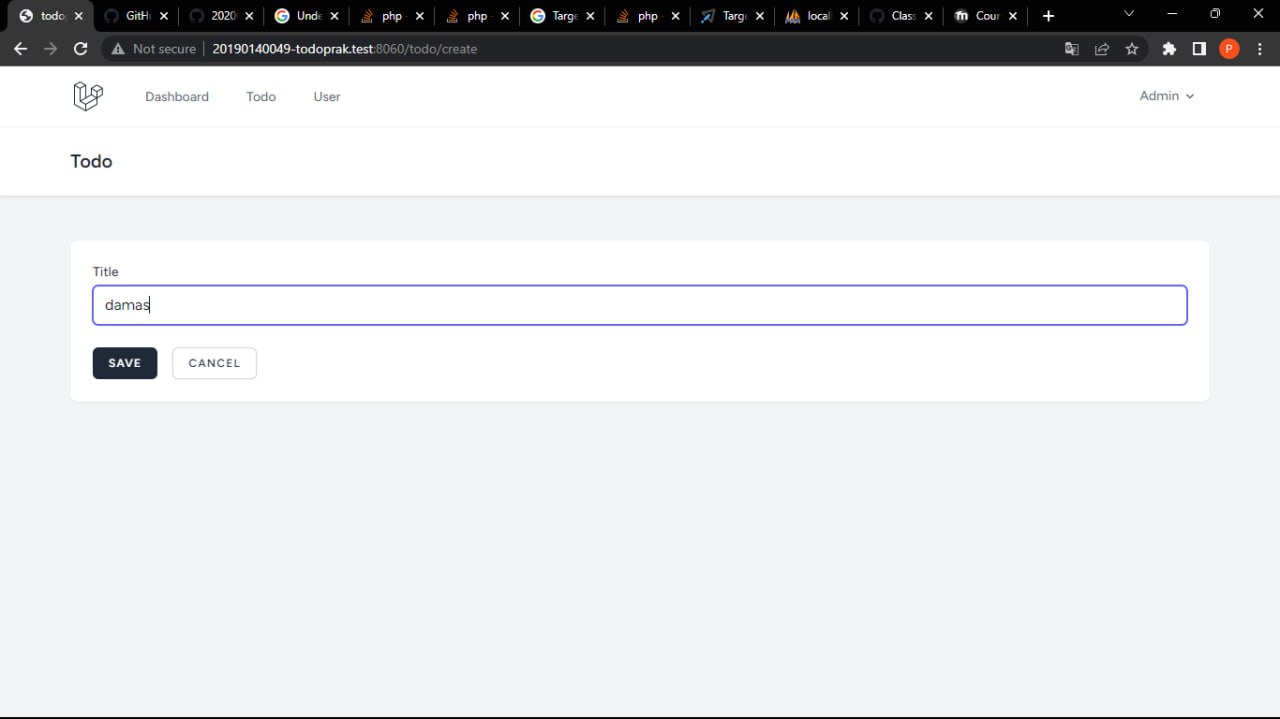 todo GitH 2020 Unde php php Targe php Targ local Class Cour
Not secure 20190140049-todoprak.test:8060/todo/create P
Dashboard Todo User Admin
Todo
Title
damas
SAVE CANCEL